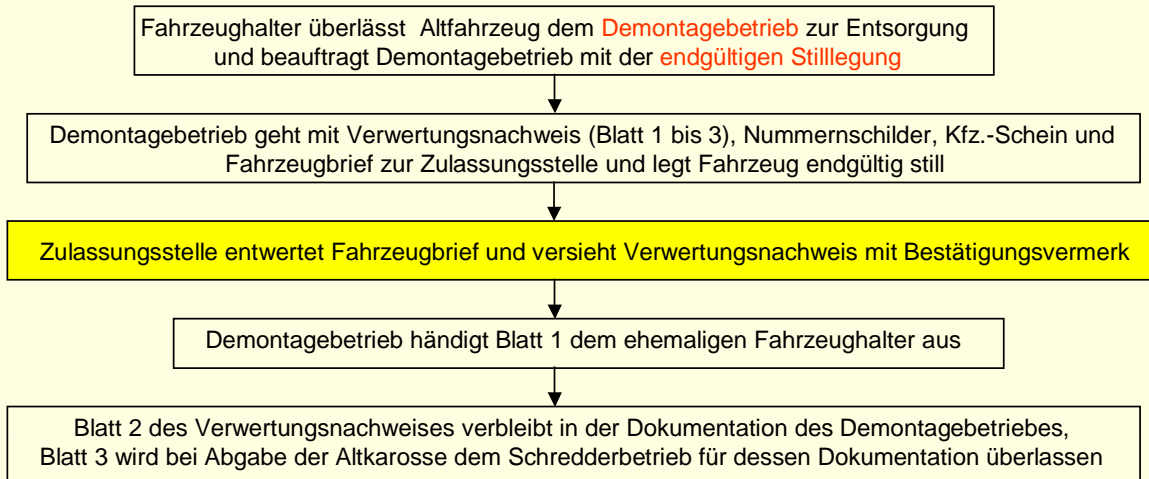 Fahrzeughalter überlässt Altfahrzeug dem Demontagebetrieb zur Entsorgung
und beauftragt Demontagebetrieb mit der endgültigen Stilllegung
Demontagebetrieb geht mit Verwertungsnachweis (Blatt 1 bis 3), Nummernschilder, Kfz.-Schein und
Fahrzeugbrief zur Zulassungsstelle und legt Fahrzeug endgültig still
Zulassungsstelle entwertet Fahrzeugbrief und versieht Verwertungsnachweis mit Bestätigungsvermerk
Demontagebetrieb händigt Blatt 1 dem ehemaligen Fahrzeughalter aus
Blatt 2 des Verwertungsnachweises verbleibt in der Dokumentation des Demontagebetriebes,
Blatt 3 wird bei Abgabe der Altkarosse dem Schredderbetrieb für dessen Dokumentation überlassen